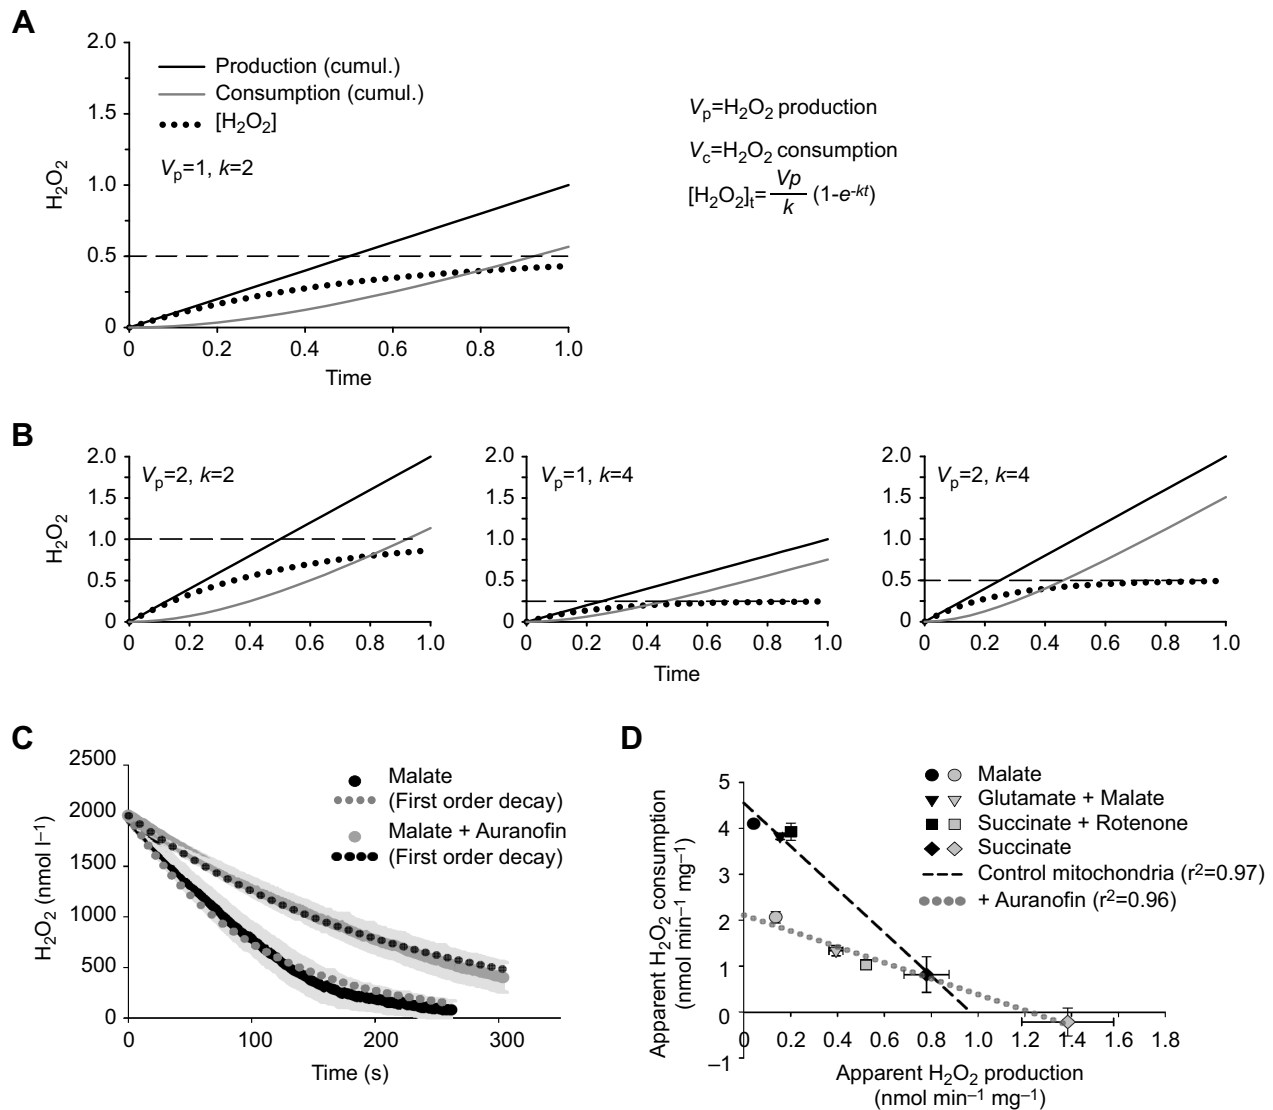 A
2.0
1.5
1.0
0.5
0
H2O2
Production (cumul.)
Consumption (cumul.)
[H2O2]
Vp=1, k=2
0 0.2 0.4 0.6 0.8 1.0
Time
Vp=H2O2 production
Vc=H2O2 consumption
[H2O2]t= Vp/k (1-e-kt)
B
2.0
1.5
1.0
0.5
0
H2O2
Vp=2, k=2
0 0.2 0.4 0.6 0.8 1.0
2.0
1.5
1.0
0.5
0
Vp=1, k=4
0 0.2 0.4 0.6 0.8 1.0
Time
2.0
1.5
1.0
0.5
0
Vp=2, k=4
0 0.2 0.4 0.6 0.8 1.0
C
2500
2000
1500
1000
500
0
H2O2 (nmol l−1)
Malate
(First order decay)
Malate + Auranofin
(First order decay)
0 100 200 300
Time (s)
D
5
4
3
2
1
0
−1
Apparent H2O2 consumption
(nmol min−1 mg−1)
Malate
Glutamate + Malate
Succinate + Rotenone
Succinate
Control mitochondria (r2=0.97)
+ Auranofin (r2=0.96)
0 0.2 0.4 0.6 0.8 1.0 1.2 1.4 1.6 1.8
Apparent H2O2 production
(nmol min−1 mg−1)